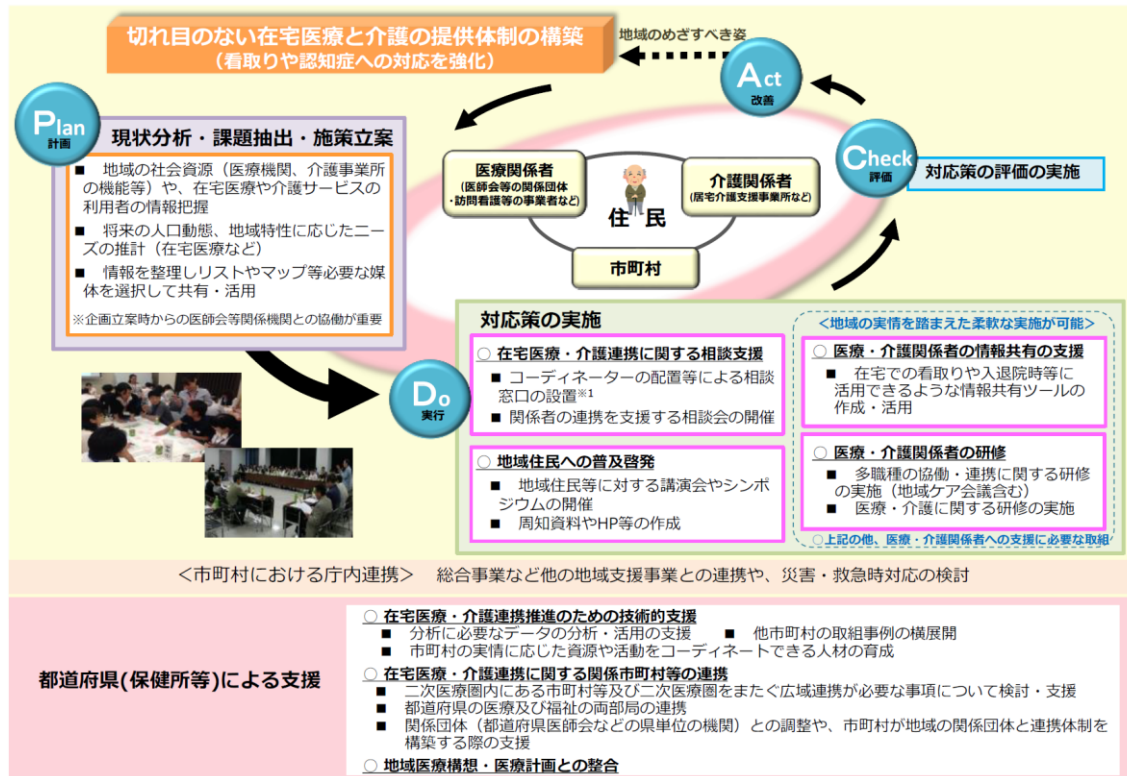 切れ目のない在宅医療と介護の提供体制の構築
（看取りや認知症への対応を強化）
地域のめざすべき姿
Act
改善
Plan
計画
現状分析・課題抽出・施策立案
■ 地域の社会資源（医療機関、介護事業所
の機能等）や、在宅医療や介護サービスの
利用者の情報把握
■ 将来の人口動態、地域特性に応じたニー
ズの推計（在宅医療など）
■ 情報を整理しリストやマップ等必要な媒
体を選択して共有・活用
※企画立案時からの医師会等関係機関との協働が重要
医療関係者
（医師会等の関係団体
・訪問看護等の事業者など）
住 民
介護関係者
（居宅介護支援事業所など）
市町村
Check
評価
対応策の評価の実施
Do
実行
対応策の実施
○ 在宅医療・介護連携に関する相談支援
■ コーディネーターの配置等による相談
窓口の設置※1
■ 関係者の連携を支援する相談会の開催
○ 地域住民への普及啓発
■ 地域住民等に対する講演会やシンポ
ジウムの開催
■ 周知資料やHP等の作成
＜地域の実情を踏まえた柔軟な実施が可能＞
○ 医療・介護関係者の情報共有の支援
■ 在宅での看取りや入退院時等に
活用できるような情報共有ツールの
作成・活用
○ 医療・介護関係者の研修
■ 多職種の協働・連携に関する研修
の実施（地域ケア会議含む）
■ 医療・介護に関する研修の実施
○上記の他、医療・介護関係者への支援に必要な取組
＜市町村における庁内連携＞ 総合事業など他の地域支援事業との連携や、災害・救急時対応の検討
都道府県(保健所等)による支援
○ 在宅医療・介護連携推進のための技術的支援
■ 分析に必要なデータの分析・活用の支援 ■ 他市町村の取組事例の横展開
■ 市町村の実情に応じた資源や活動をコーディネートできる人材の育成
○ 在宅医療・介護連携に関する関係市町村等の連携
■ 二次医療圏内にある市町村等及び二次医療圏をまたぐ広域連携が必要な事項について検討・支援
■ 都道府県の医療及び福祉の両部局の連携
■ 関係団体（都道府県医師会などの県単位の機関）との調整や、市町村が地域の関係団体と連携体制を
構築する際の支援
○ 地域医療構想・医療計画との整合